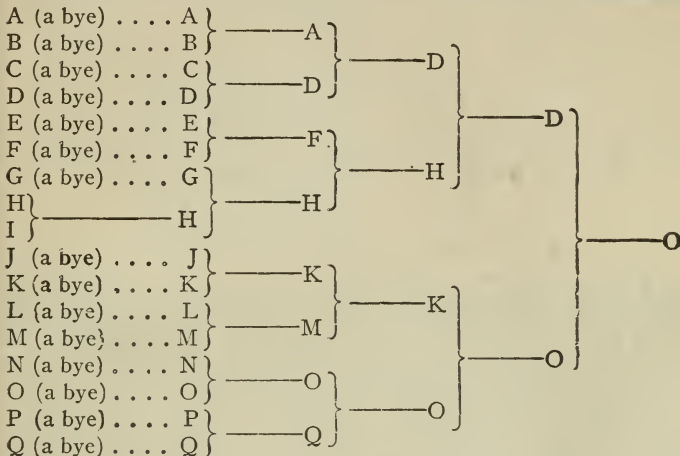 A (a bye) .... A
A
B (a bye) .... B
D
C (a bye) .... C
D
D (a bye) .... D
E (a bye) .... E
F
D
F (a bye) .... F
H
G (a bye) .... G
H
H
H
I
O
J (a bye) .... J
K
K (a bye) .... K
K
L (a bye} .... L
M
M (a bye} .... M
O
N (a bye) .... N
O
O (a bye) .... O
O
P (a bye) .... P
Q
Q (a bye) .... Q